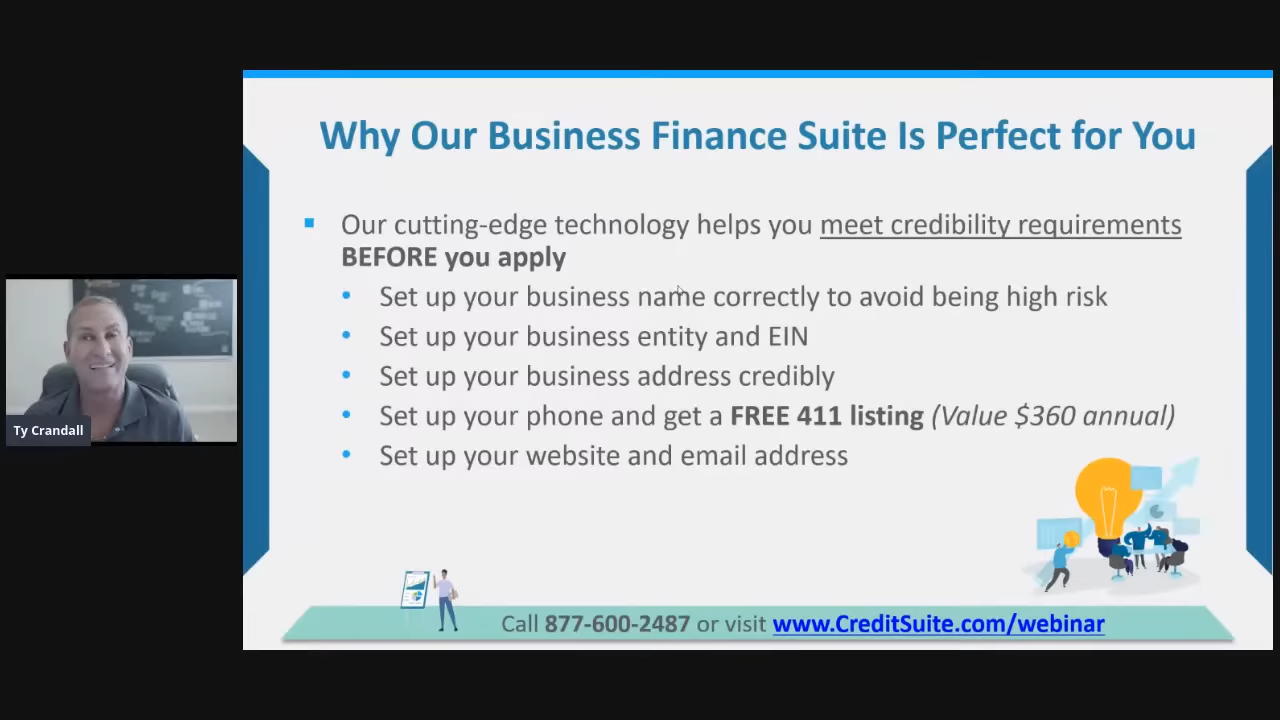 Why Our Business Finance Suite Is Perfect for You
Our cutting-edge technology helps you meet credibility requirements
BEFORE you apply
Set up your business name correctly to avoid being high risk
Set up your business entity and EIN
Set up your business address credibly
Set up your phone and get a FREE 411 listing (Value $360 annual)
Set up your website and email address
Ty Crandall
Call 877-600-2487 or visit www.CreditSuite.com/webinar